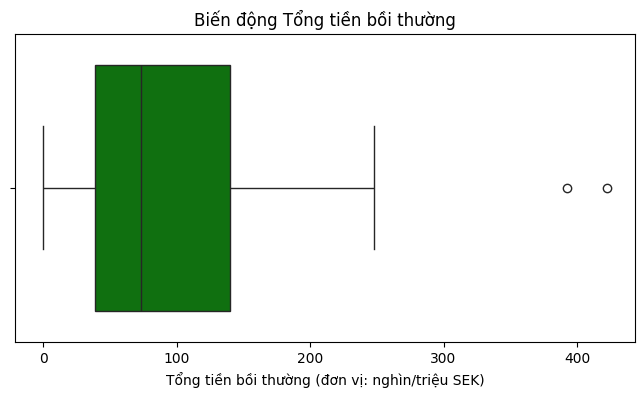 Biến động Tổng tiền bồi thường
0 100 200 300 400
Tổng tiền bồi thường (đơn vị: nghìn/triệu SEK)